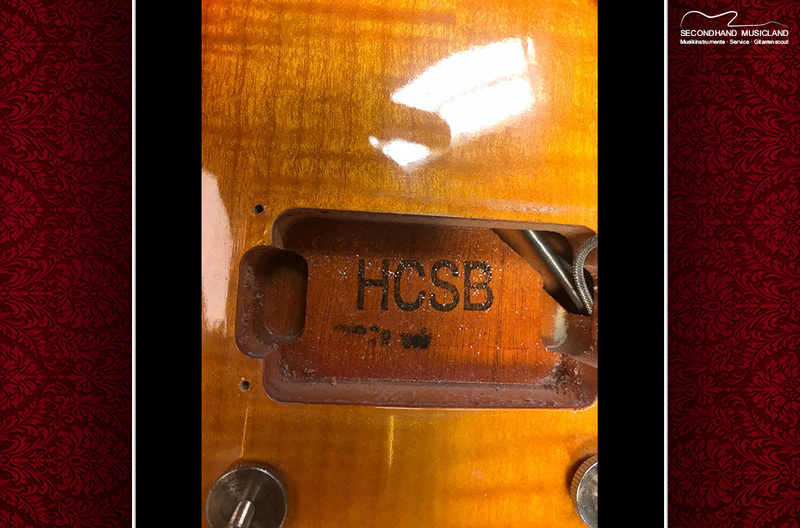 SECONDHAND MUSICLAND
Musikinstrumente · Service · Gitarrenscout
HCSB